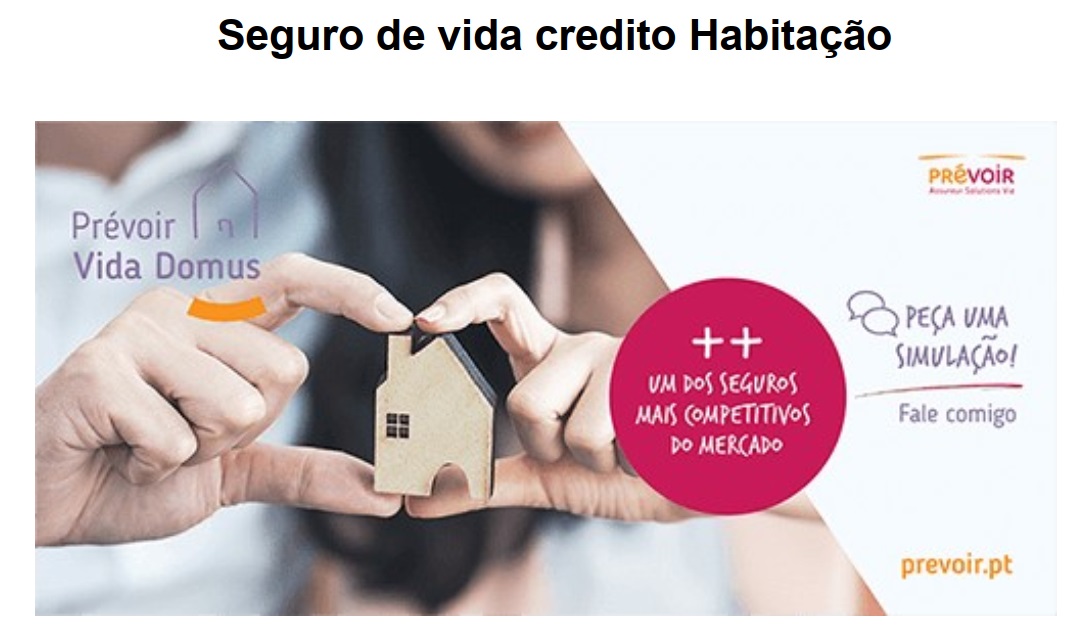 Seguro de vida credito Habitação
Prévoir
Vida Domus
PRÉVOIR
Assureur Solutions Vie
++
UM DOS SEGUROS
MAIS COMPETITIVOS
DO MERCADO
PEÇA UMA
SIMULAÇÃO!
Fale comigo
prevoir.pt